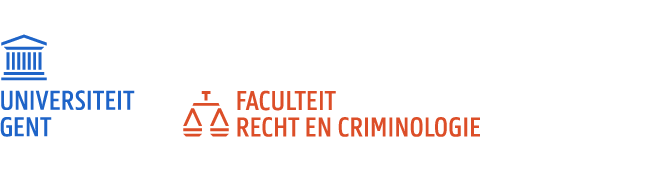 UNIVERSITEIT
GENT
FACULTEIT
RECHT EN CRIMINOLOGIE